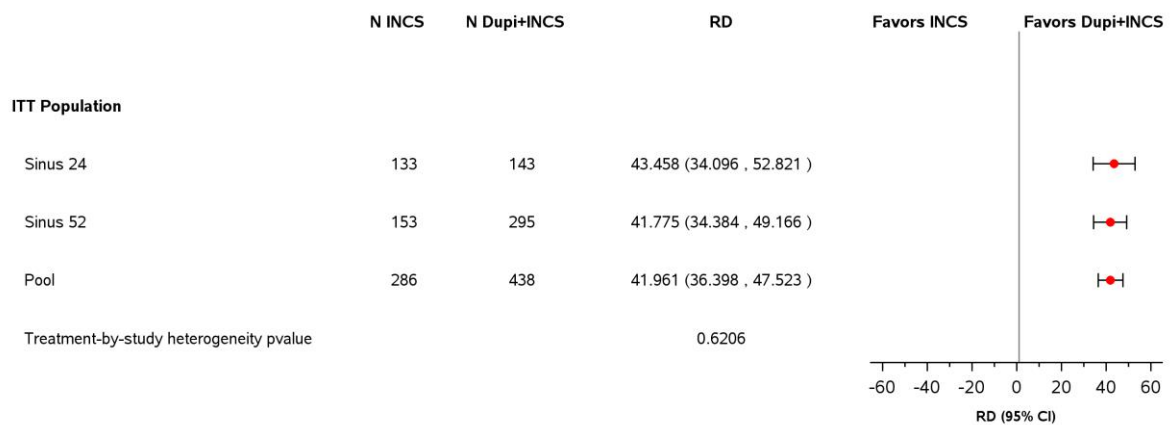 N INCS N Dupi+INCS RD Favors INCS Favors Dupi+INCS
ITT Population
Sinus 24 133 143 43.458 (34.096 , 52.821 )
Sinus 52 153 295 41.775 (34.384 , 49.166 )
Pool 286 438 41.961 (36.398 , 47.523 )
Treatment-by-study heterogeneity pvalue 0.6206
-60 -40 -20 0 20 40 60
RD (95% CI)